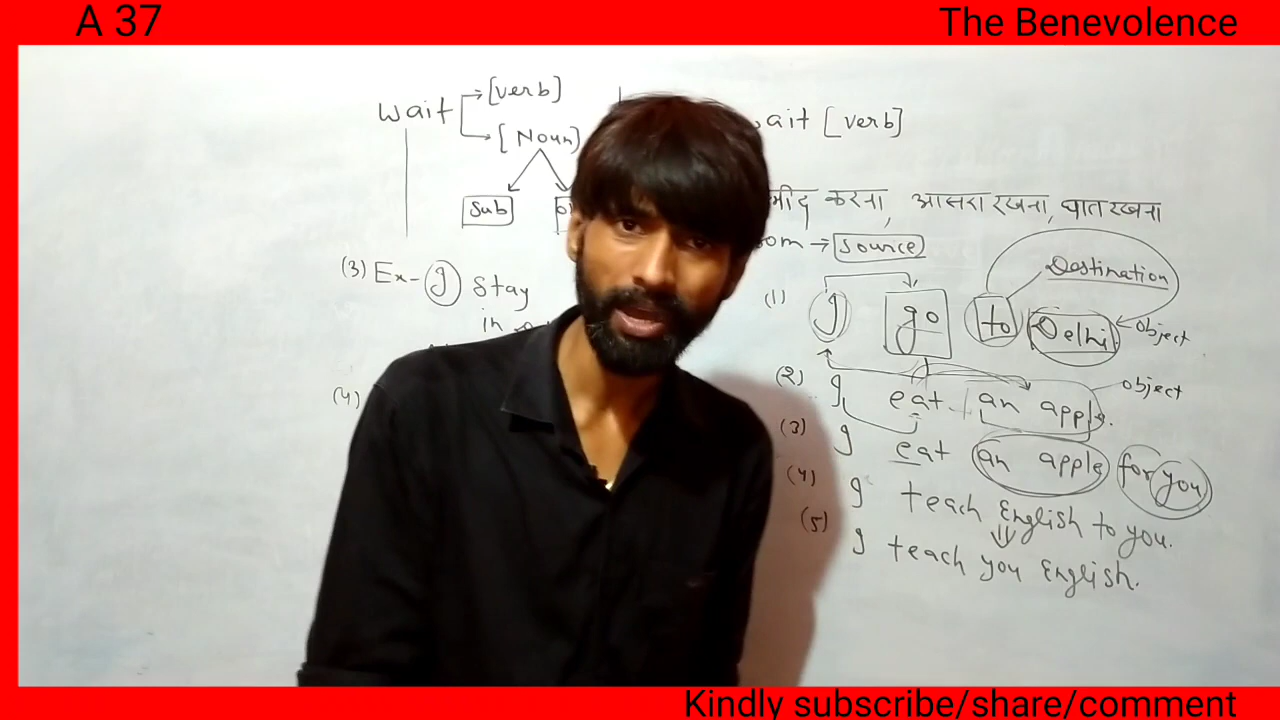 A 37
The Benevolence
wait [verb]
[Noun]
sub
(3) Ex- I stay
in
(4)
ait [verb]
करना, आसरा रखना, घात रखना
om → source
(1) I go to Delhi Destination object
(2) I eat an apple. object
(3) I eat an apple for you
(4) I teach English to you.
(5) I teach you English.
Kindly subscribe/share/comment